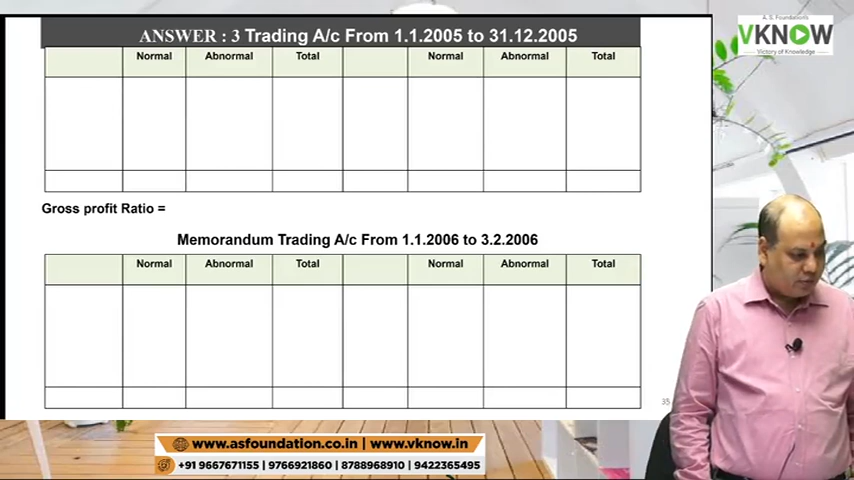 ANSWER : 3 Trading A/c From 1.1.2005 to 31.12.2005
Normal Abnormal Total Normal Abnormal Total
Gross profit Ratio =
Memorandum Trading A/c From 1.1.2006 to 3.2.2006
Normal Abnormal Total Normal Abnormal Total
35
A. S. Foundation's
VKNOW
Victory of Knowledge
www.asfoundation.co.in | www.vknow.in
+91 9667671155 | 9766921860 | 8788968910 | 9422365495